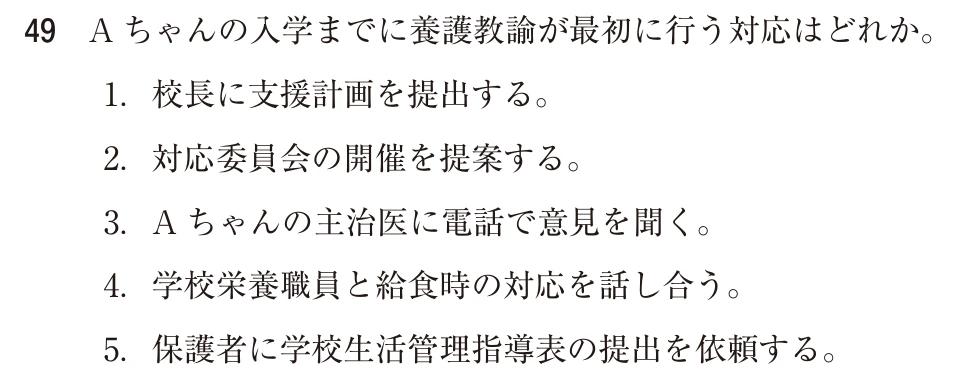 49 Aちゃんの入学までに養護教諭が最初に行う対応はどれか。
1. 校長に支援計画を提出する。
2. 対応委員会の開催を提案する。
3. Aちゃんの主治医に電話で意見を聞く。
4. 学校栄養職員と給食時の対応を話し合う。
5. 保護者に学校生活管理指導表の提出を依頼する。